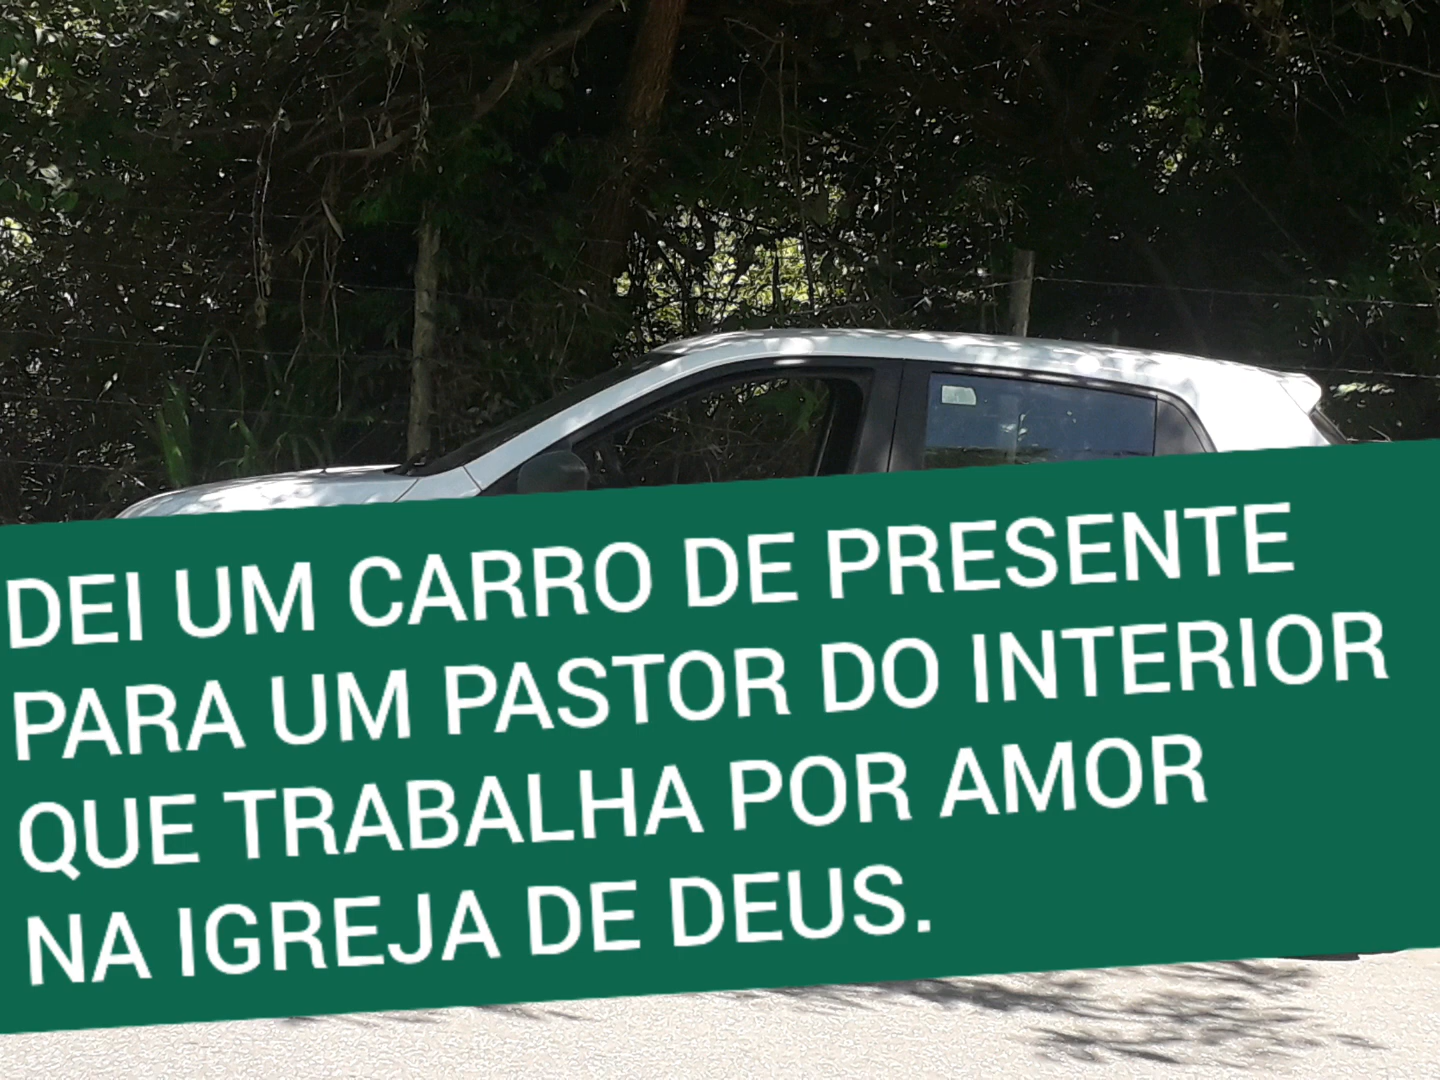 DEI UM CARRO DE PRESENTE
PARA UM PASTOR DO INTERIOR
QUE TRABALHA POR AMOR
NA IGREJA DE DEUS.